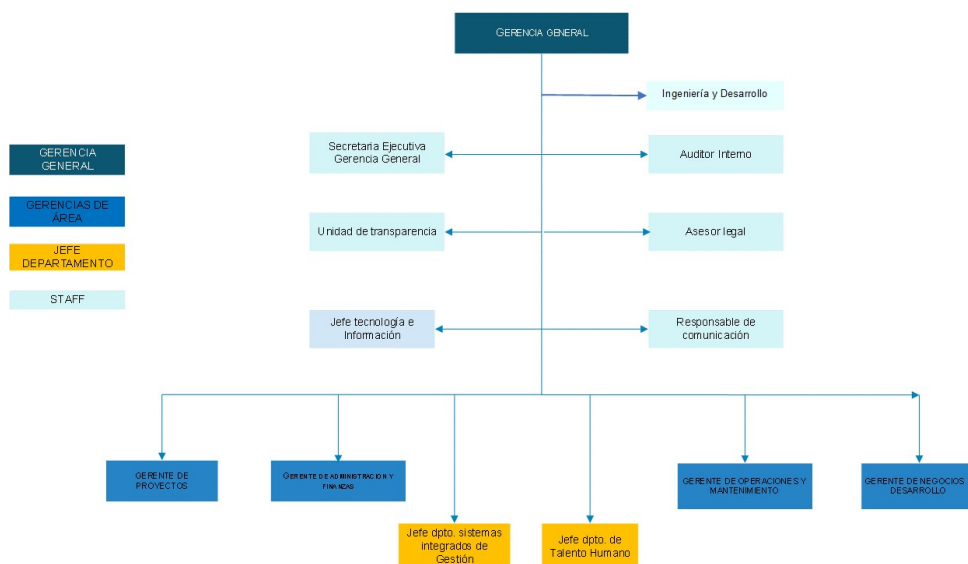 GERENCIA GENERAL
Ingeniería y Desarrollo
Secretaria Ejecutiva
Gerencia General
Auditor Interno
GERENCIA
GENERAL
GERENCIAS DE
ÁREA
Unidad de transparencia
Asesor legal
JEFE
DEPARTAMENTO
STAFF
Jefe tecnología e
Información
Responsable de
comunicación
GERENTE DE
PROYECTOS
GERENTE DE ADMINISTRACION Y
FINANZAS
GERENTE DE OPERACIONES Y
MANTENIMIENTO
GERENTE DE NEGOCIOS
DESARROLLO
Jefe dpto. sistemas
integrados de
Gestión
Jefe dpto. de
Talento Humano